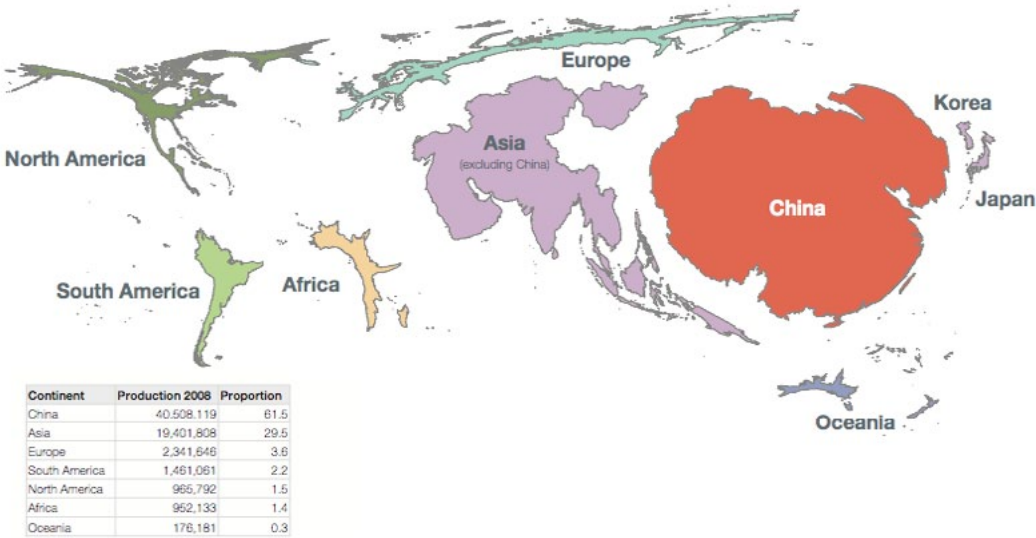 Europe
Korea
Asia
(excluding China)
North America
Japan
China
South America
Africa
Oceania
Continent Production 2008 Proportion
China 40.508.119 61.5
Asia 19,401,808 29.5
Europe 2,341,646 3.6
South America 1,461,061 2.2
North America 965,792 1.5
Africa 952,133 1.4
Oceania 176,181 0.3